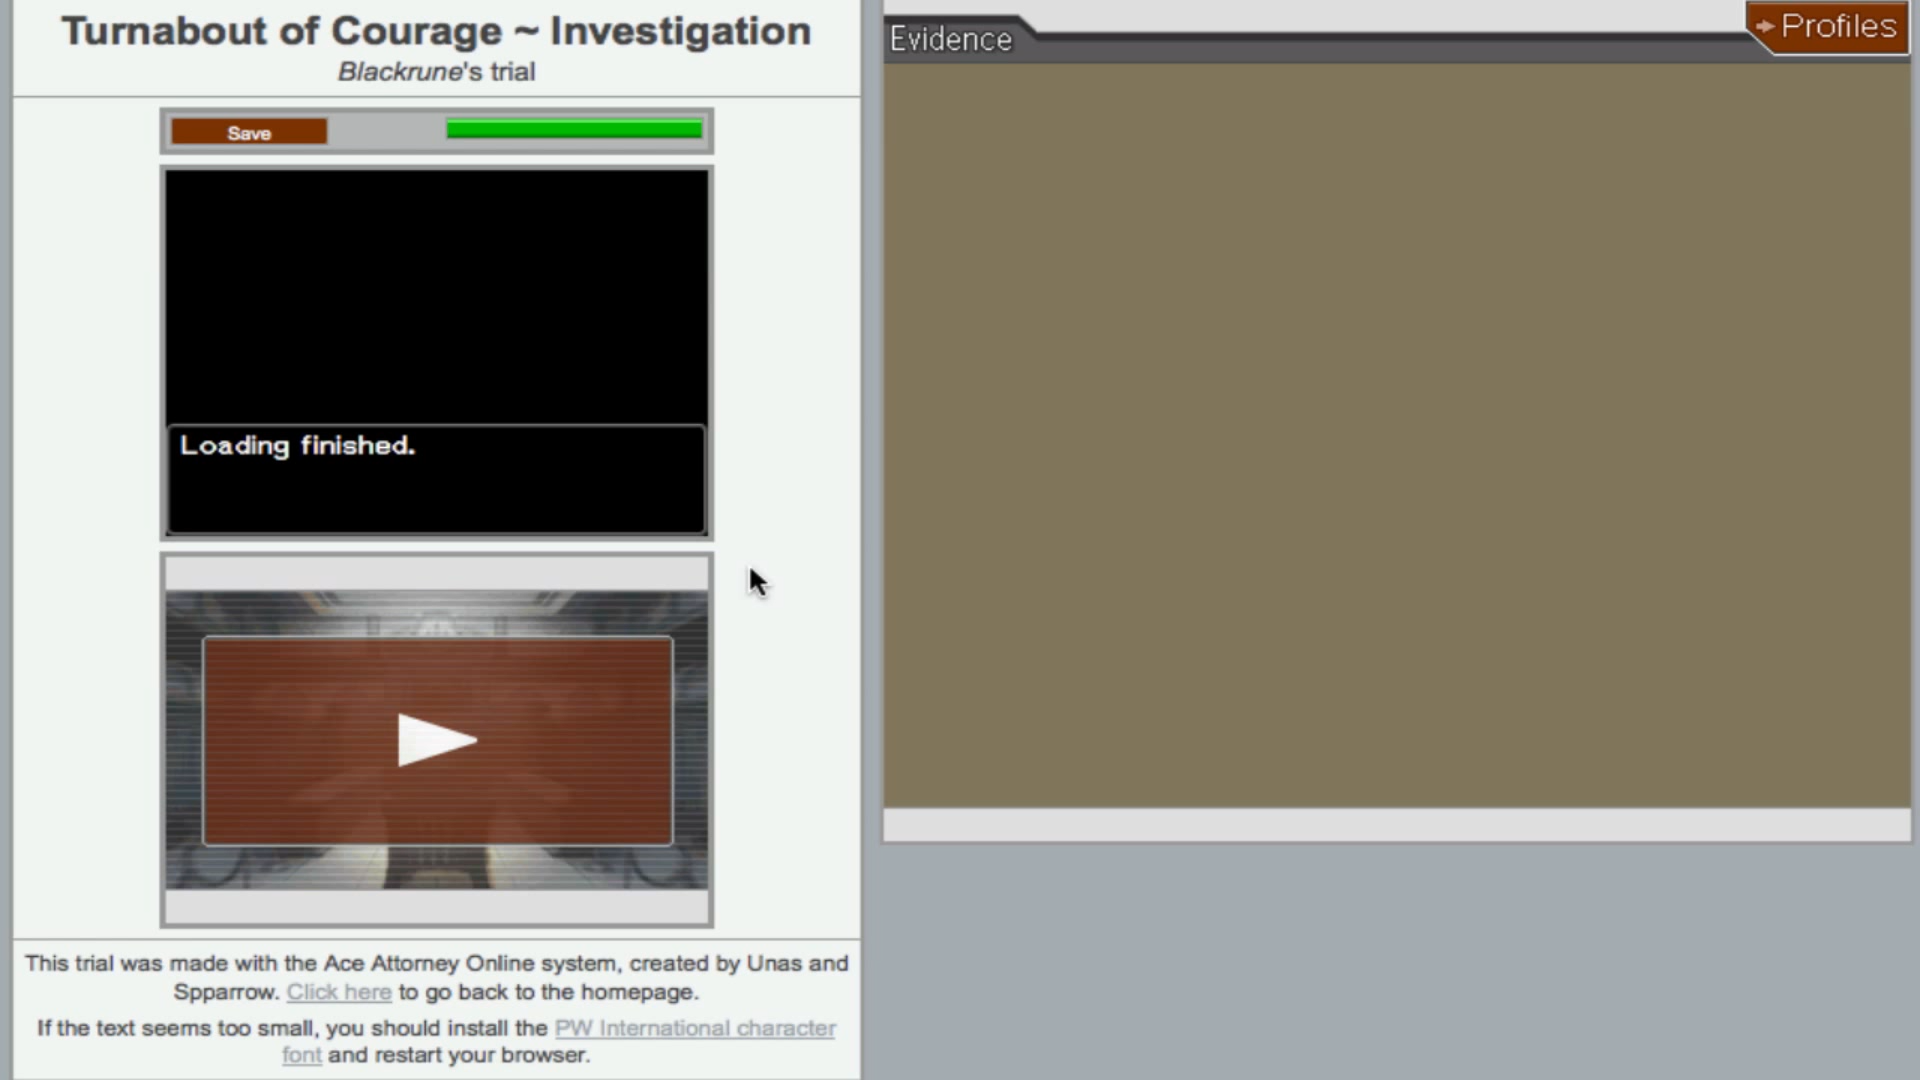 Turnabout of Courage ~ Investigation
Blackrune's trial
Save
Loading finished.
This trial was made with the Ace Attorney Online system, created by Unas and
Spparrow. Click here to go back to the homepage.
If the text seems too small, you should install the PW International character
font and restart your browser.
Evidence
Profiles